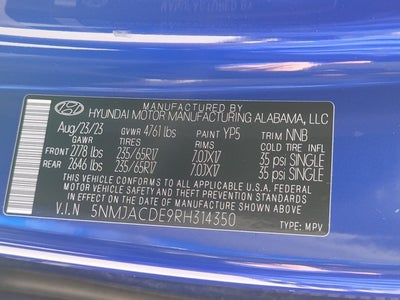 MANUFACTURED BY
HYUNDAI MOTOR MANUFACTURING ALABAMA, LLC
Aug/23/23 GVWR 4761 lbs PAINT YP5 TRIM NNB
GAWR TIRES RIMS COLD TIRE INFL
FRONT 2778 lbs 235/65R17 7.0JX17 35 psi SINGLE
REAR 2646 lbs 235/65R17 7.0JX17 35 psi SINGLE
THIS VEHICLE CONFORMS TO ALL APPLICABLE U.S. FEDERAL MOTOR VEHICLE
SAFETY, BUMPER, AND THEFT PREVENTION STANDARDS IN EFFECT
ON THE DATE OF MANUFACTURE SHOWN ABOVE.
V.I.N 5NMJACDE9RH314350
TYPE: MPV